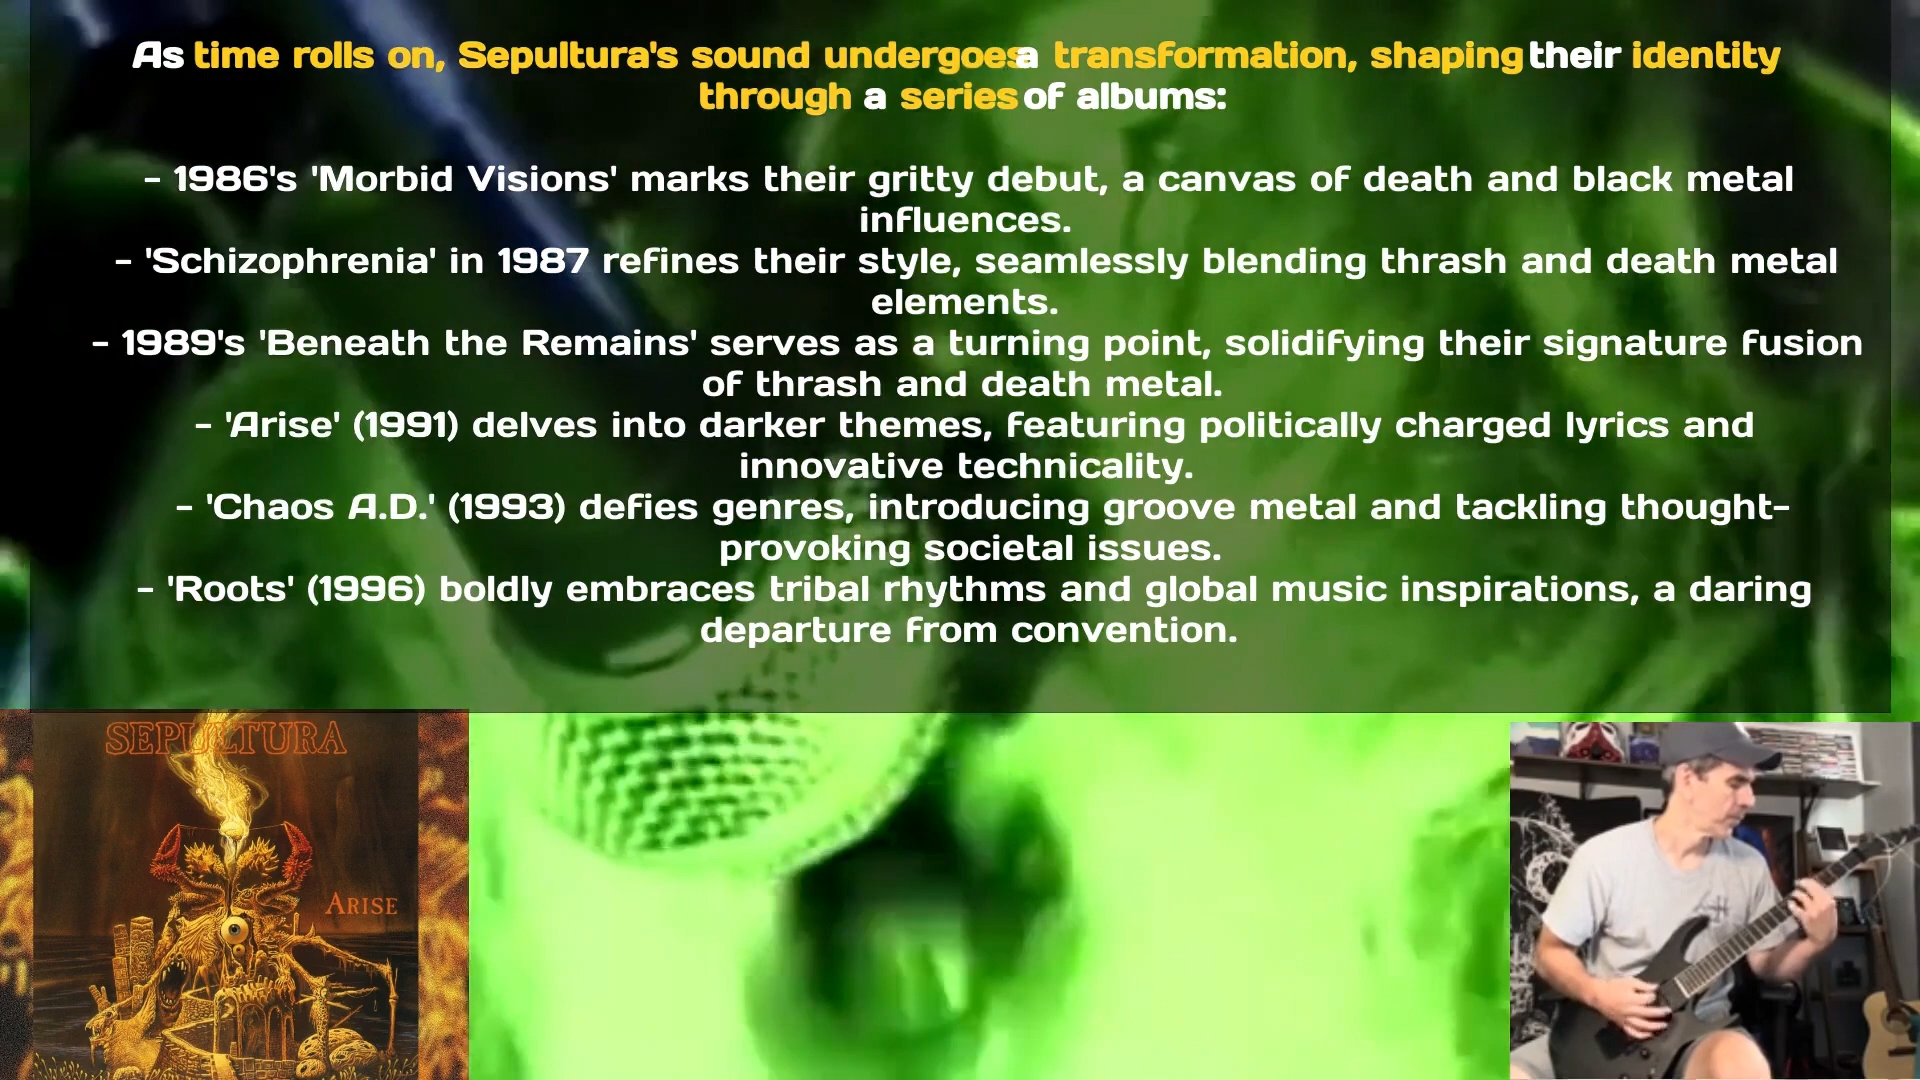 As time rolls on, Sepultura's sound undergoes a transformation, shaping their identity
through a series of albums:
- 1986's 'Morbid Visions' marks their gritty debut, a canvas of death and black metal
influences.
- 'Schizophrenia' in 1987 refines their style, seamlessly blending thrash and death metal
elements.
- 1989's 'Beneath the Remains' serves as a turning point, solidifying their signature fusion
of thrash and death metal.
- 'Arise' (1991) delves into darker themes, featuring politically charged lyrics and
innovative technicality.
- 'Chaos A.D.' (1993) defies genres, introducing groove metal and tackling thought-
provoking societal issues.
- 'Roots' (1996) boldly embraces tribal rhythms and global music inspirations, a daring
departure from convention.
SEPULTURA
ARISE